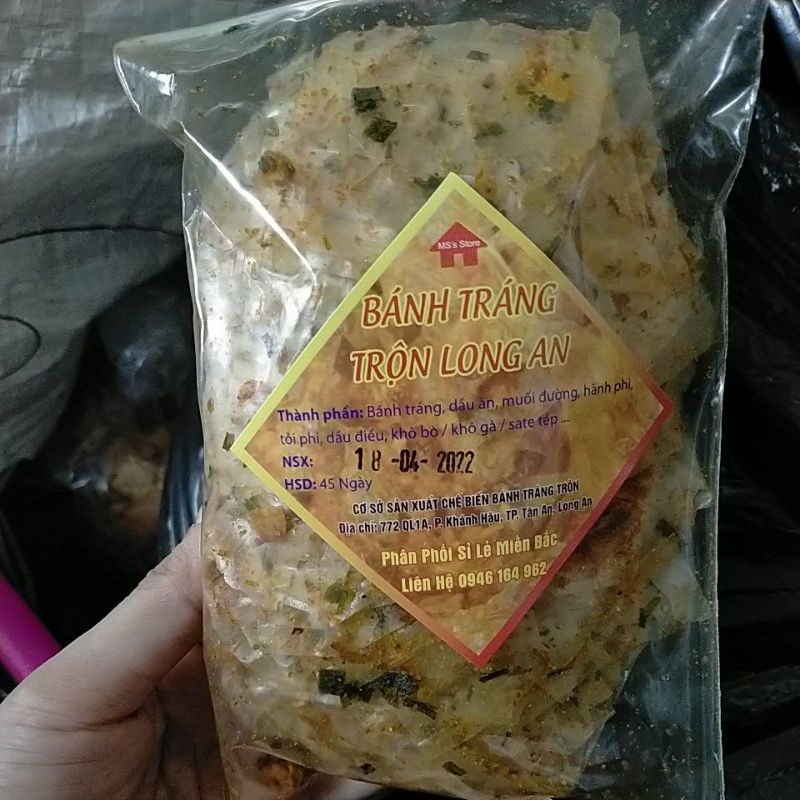 MS's Store
BÁNH TRÁNG
TRỘN LONG AN
Thành phần: Bánh tráng, dầu ăn, muối đường, hành phi,
tỏi phi, dầu điều, khô bò / khô gà / sate tép ...
NSX: 18 -04- 2022
HSD: 45 Ngày
CƠ SỞ SẢN XUẤT CHẾ BIẾN BÁNH TRÁNG TRỘN
Địa chỉ: 772 QL1A, P. Khánh Hậu, TP. Tân An, Long An
Phân Phối Sỉ Lẻ Miền Bắc
Liên Hệ 0946 164 962